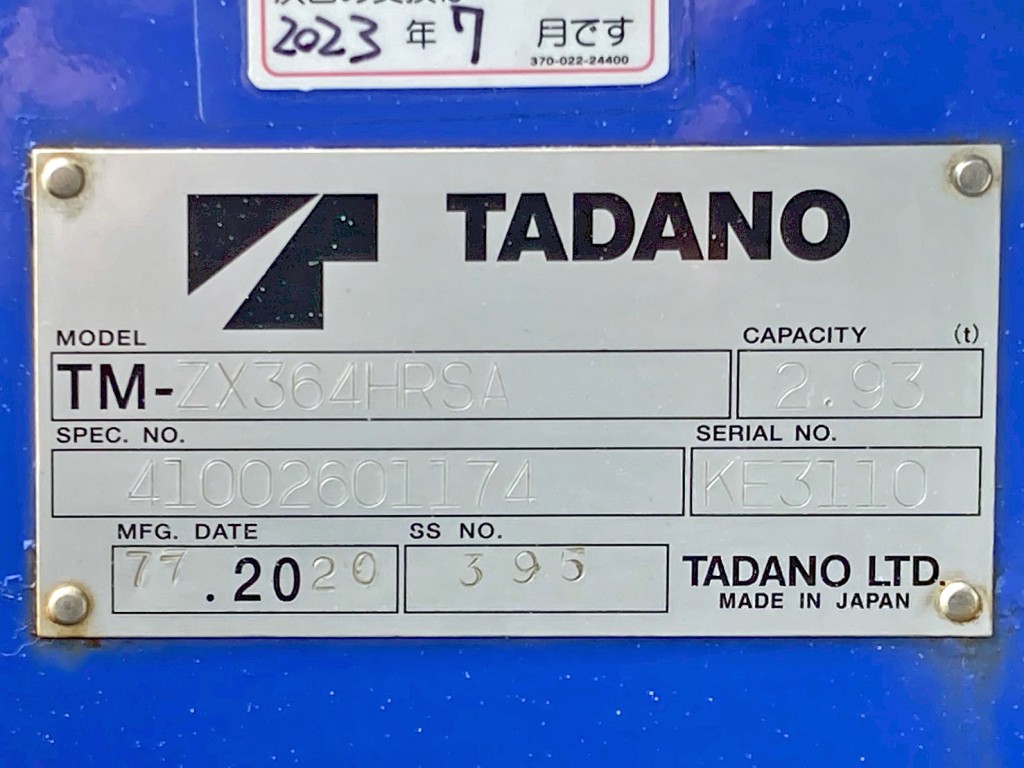 2023 年 7 月です
370-022-24400
TADANO
MODEL
CAPACITY (t)
TM-ZX364HRSA
2.93
SPEC. NO.
SERIAL NO.
41002601174
KE3110
MFG. DATE
SS NO.
.2020
395
TADANO LTD.
MADE IN JAPAN